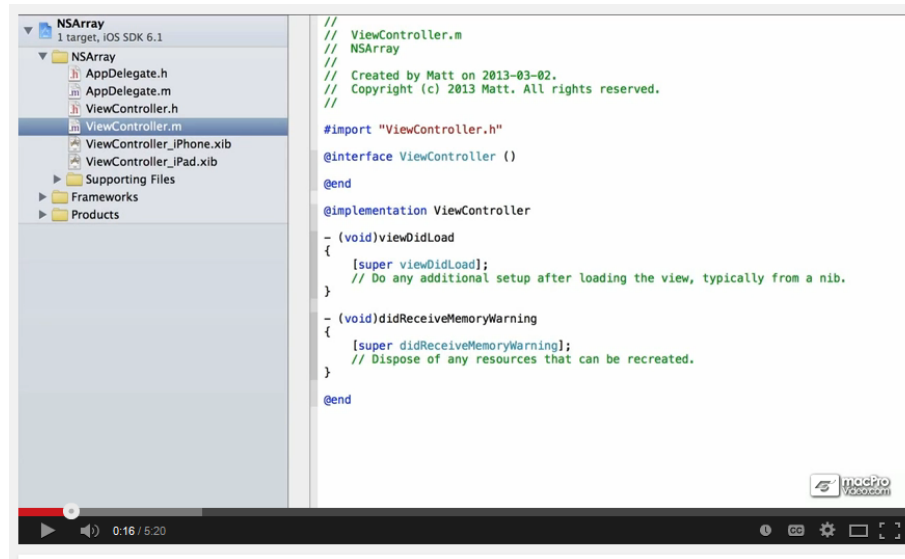 NSArray
1 target, iOS SDK 6.1
NSArray
h AppDelegate.h
m AppDelegate.m
h ViewController.h
m ViewController.m
ViewController_iPhone.xib
ViewController_iPad.xib
Supporting Files
Frameworks
Products
//
//  ViewController.m
//  NSArray
//
//  Created by Matt on 2013-03-02.
//  Copyright (c) 2013 Matt. All rights reserved.
//
#import "ViewController.h"
@interface ViewController ()
@end
@implementation ViewController
- (void)viewDidLoad
{
    [super viewDidLoad];
    // Do any additional setup after loading the view, typically from a nib.
}
- (void)didReceiveMemoryWarning
{
    [super didReceiveMemoryWarning];
    // Dispose of any resources that can be recreated.
}
@end
macPro
Video.com
0:16 / 5:20
CC